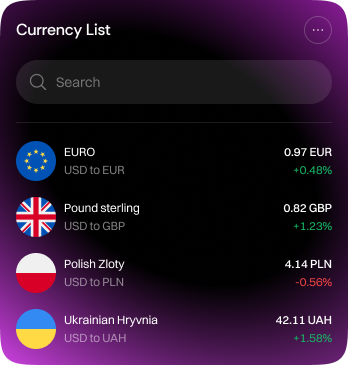 Currency List
Search
EURO 0.97 EUR
USD to EUR +0.48%
Pound sterling 0.82 GBP
USD to GBP +1.23%
Polish Zloty 4.14 PLN
USD to PLN -0.56%
Ukrainian Hryvnia 42.11 UAH
USD to UAH +1.58%